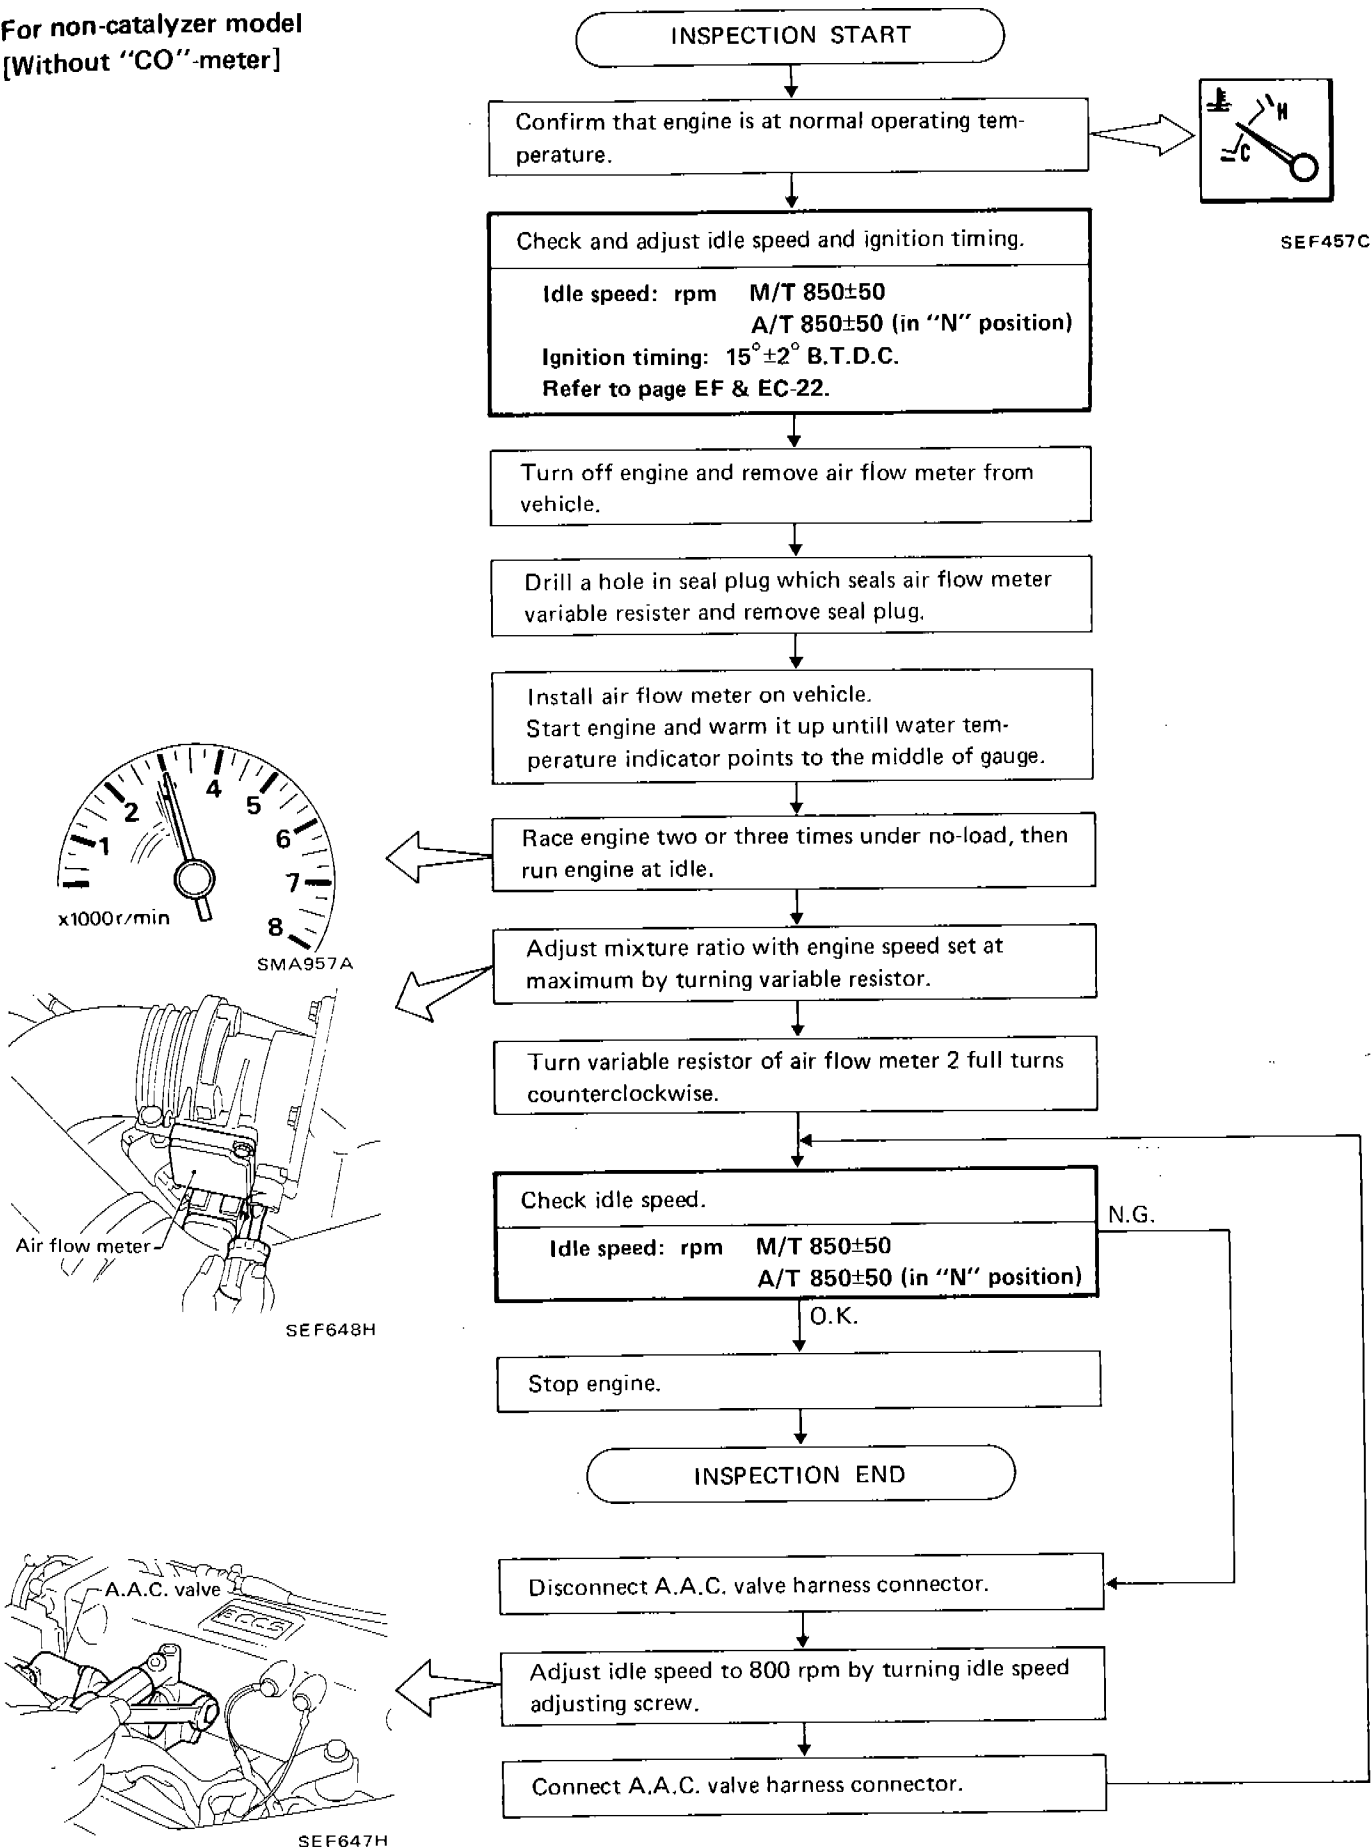 For non-catalyzer model
[Without "CO"-meter]
INSPECTION START
Confirm that engine is at normal operating tem-
perature.
H
C
SEF457C
Check and adjust idle speed and ignition timing.
Idle speed: rpm M/T 850±50
A/T 850±50 (in "N" position)
Ignition timing: 15°±2° B.T.D.C.
Refer to page EF & EC-22.
Turn off engine and remove air flow meter from
vehicle.
Drill a hole in seal plug which seals air flow meter
variable resister and remove seal plug.
Install air flow meter on vehicle.
Start engine and warm it up untill water tem-
perature indicator points to the middle of gauge.
1
2
4
5
6
7
8
x1000r/min
SMA957A
Race engine two or three times under no-load, then
run engine at idle.
Adjust mixture ratio with engine speed set at
maximum by turning variable resistor.
Air flow meter
SEF648H
Turn variable resistor of air flow meter 2 full turns
counterclockwise.
Check idle speed.
Idle speed: rpm M/T 850±50
A/T 850±50 (in "N" position)
N.G.
O.K.
Stop engine.
INSPECTION END
Disconnect A.A.C. valve harness connector.
A.A.C. valve
ECCS
SEF647H
Adjust idle speed to 800 rpm by turning idle speed
adjusting screw.
Connect A.A.C. valve harness connector.